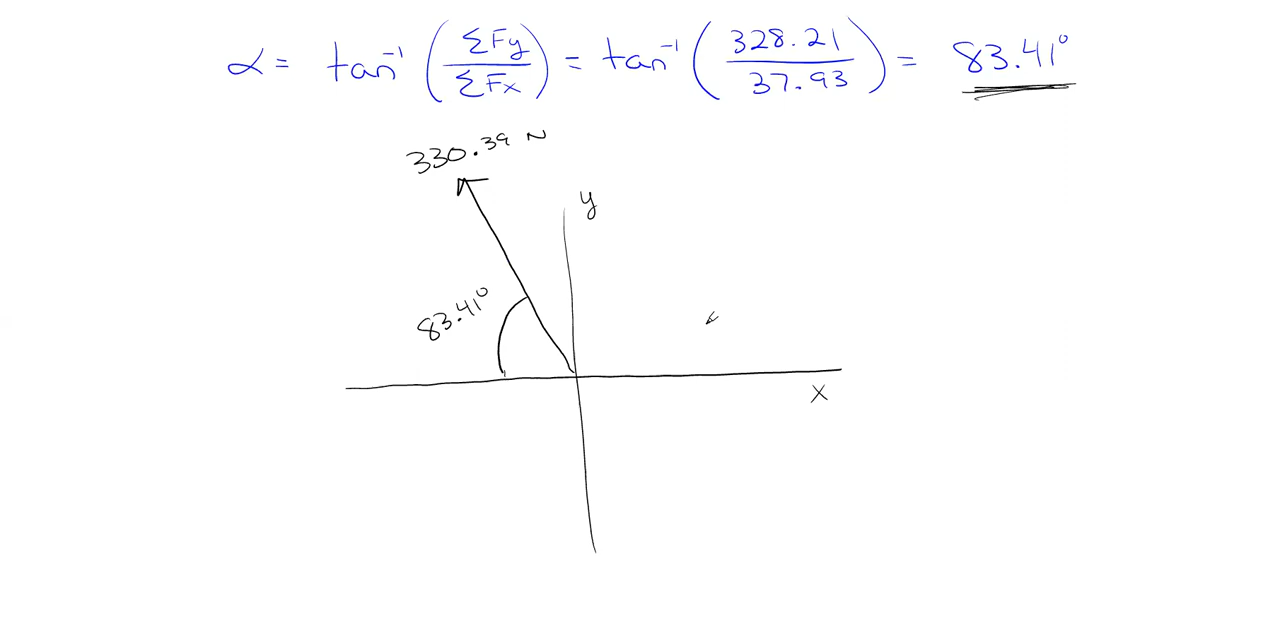 α = tan⁻¹ (ΣFy/ΣFx) = tan⁻¹ (328.21/37.93) = 83.41°
330.39 N
y
83.41°
x